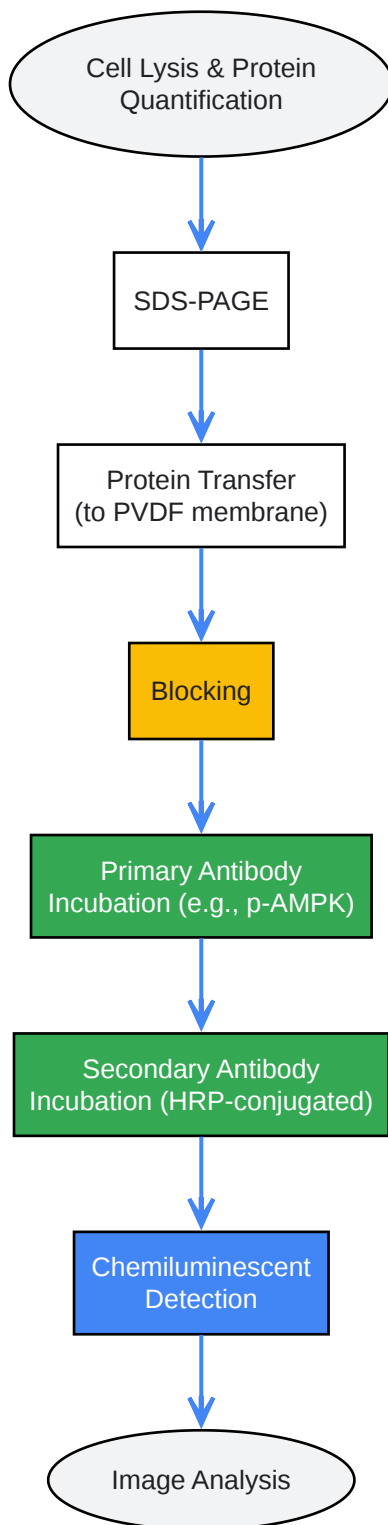 Cell Lysis & Protein
Quantification
SDS-PAGE
Protein Transfer
(to PVDF membrane)
Blocking
Primary Antibody
Incubation (e.g., p-AMPK)
Secondary Antibody
Incubation (HRP-conjugated)
Chemiluminescent
Detection
Image Analysis